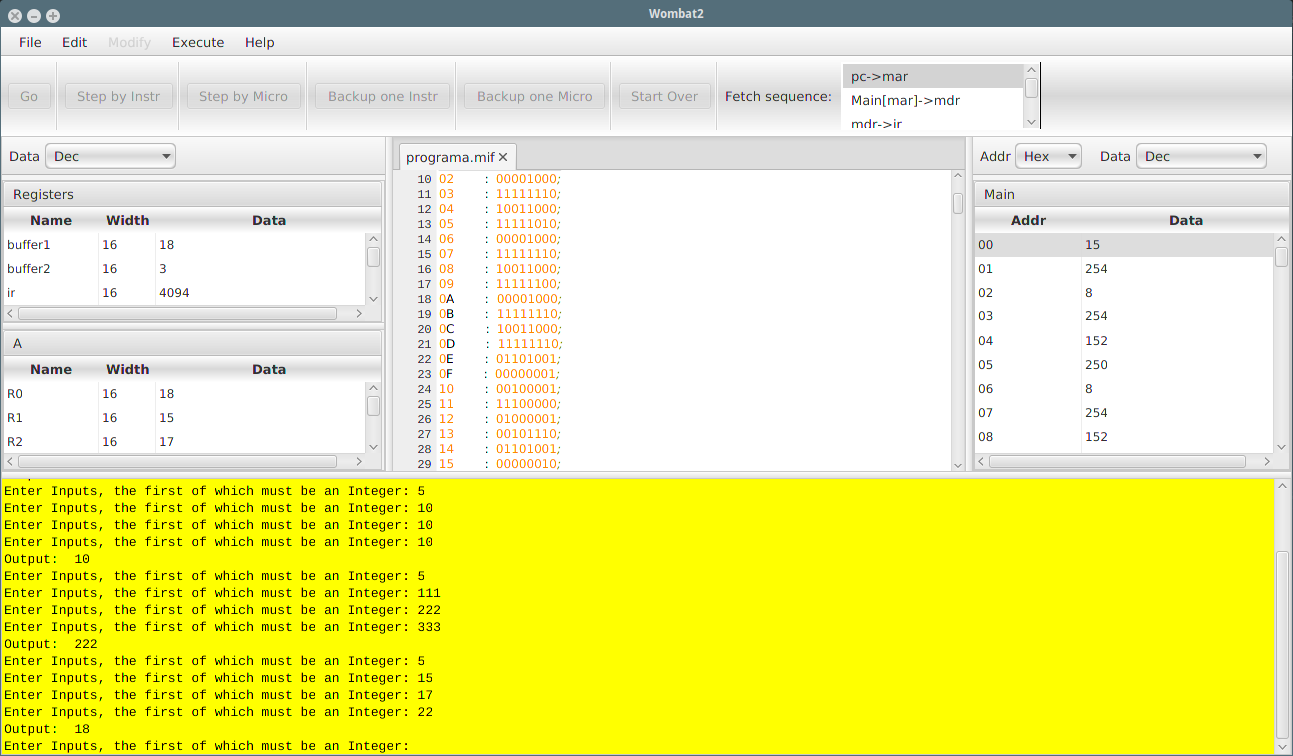 Wombat2
File Edit Modify Execute Help
Go Step by Instr Step by Micro Backup one Instr Backup one Micro Start Over Fetch sequence:
pc->mar
Main[mar]->mdr
mdr->ir
Data Dec
Registers
Name Width Data
buffer1 16 18
buffer2 16 3
ir 16 4094
A
Name Width Data
R0 16 18
R1 16 15
R2 16 17
programa.mif
10 02 : 00001000;
11 03 : 11111110;
12 04 : 10011000;
13 05 : 11111010;
14 06 : 00001000;
15 07 : 11111110;
16 08 : 10011000;
17 09 : 11111100;
18 0A : 00001000;
19 0B : 11111110;
20 0C : 10011000;
21 0D : 11111110;
22 0E : 01101001;
23 0F : 00000001;
24 10 : 00100001;
25 11 : 11100000;
26 12 : 01000001;
27 13 : 00101110;
28 14 : 01101001;
29 15 : 00000010;
Addr Hex Data Dec
Main
Addr Data
00 15
01 254
02 8
03 254
04 152
05 250
06 8
07 254
08 152
Enter Inputs, the first of which must be an Integer: 5
Enter Inputs, the first of which must be an Integer: 10
Enter Inputs, the first of which must be an Integer: 10
Enter Inputs, the first of which must be an Integer: 10
Output:  10
Enter Inputs, the first of which must be an Integer: 5
Enter Inputs, the first of which must be an Integer: 111
Enter Inputs, the first of which must be an Integer: 222
Enter Inputs, the first of which must be an Integer: 333
Output:  222
Enter Inputs, the first of which must be an Integer: 5
Enter Inputs, the first of which must be an Integer: 15
Enter Inputs, the first of which must be an Integer: 17
Enter Inputs, the first of which must be an Integer: 22
Output:  18
Enter Inputs, the first of which must be an Integer: